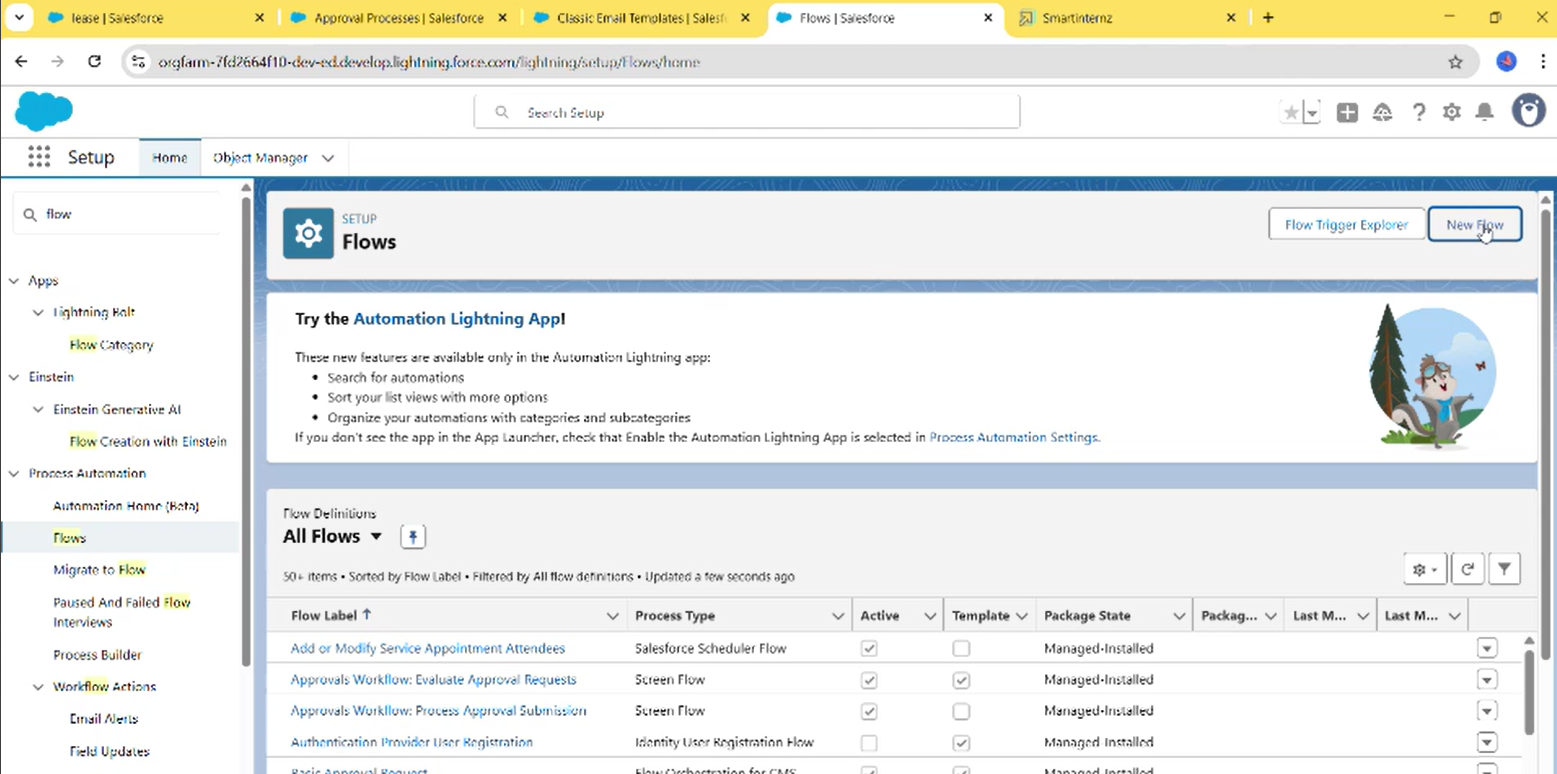 lease | Salesforce
Approval Processes | Salesforce
Classic Email Templates | Salesf
Flows | Salesforce
Smartinternz
orgfarm-7fd2664f10-dev-ed.develop.lightning.force.com/lightning/setup/Flows/home
Search Setup
Setup
Home
Object Manager
flow
Apps
Lightning Bolt
Flow Category
Einstein
Einstein Generative AI
Flow Creation with Einstein
Process Automation
Automation Home (Beta)
Flows
Migrate to Flow
Paused And Failed Flow
Interviews
Process Builder
Workflow Actions
Email Alerts
Field Updates
SETUP
Flows
Flow Trigger Explorer
New Flow
Try the Automation Lightning App!
These new features are available only in the Automation Lightning app:
• Search for automations
• Sort your list views with more options
• Organize your automations with categories and subcategories
If you don't see the app in the App Launcher, check that Enable the Automation Lightning App is selected in Process Automation Settings.
Flow Definitions
All Flows
50+ items • Sorted by Flow Label • Filtered by All flow definitions • Updated a few seconds ago
Flow Label ↑ Process Type Active Template Package State Packag... Last M... Last M...
Add or Modify Service Appointment Attendees Salesforce Scheduler Flow Managed-Installed
Approvals Workflow: Evaluate Approval Requests Screen Flow Managed-Installed
Approvals Workflow: Process Approval Submission Screen Flow Managed-Installed
Authentication Provider User Registration Identity User Registration Flow Managed-Installed
Basic Approval Request Flow Orchestration for CMS Managed-Installed